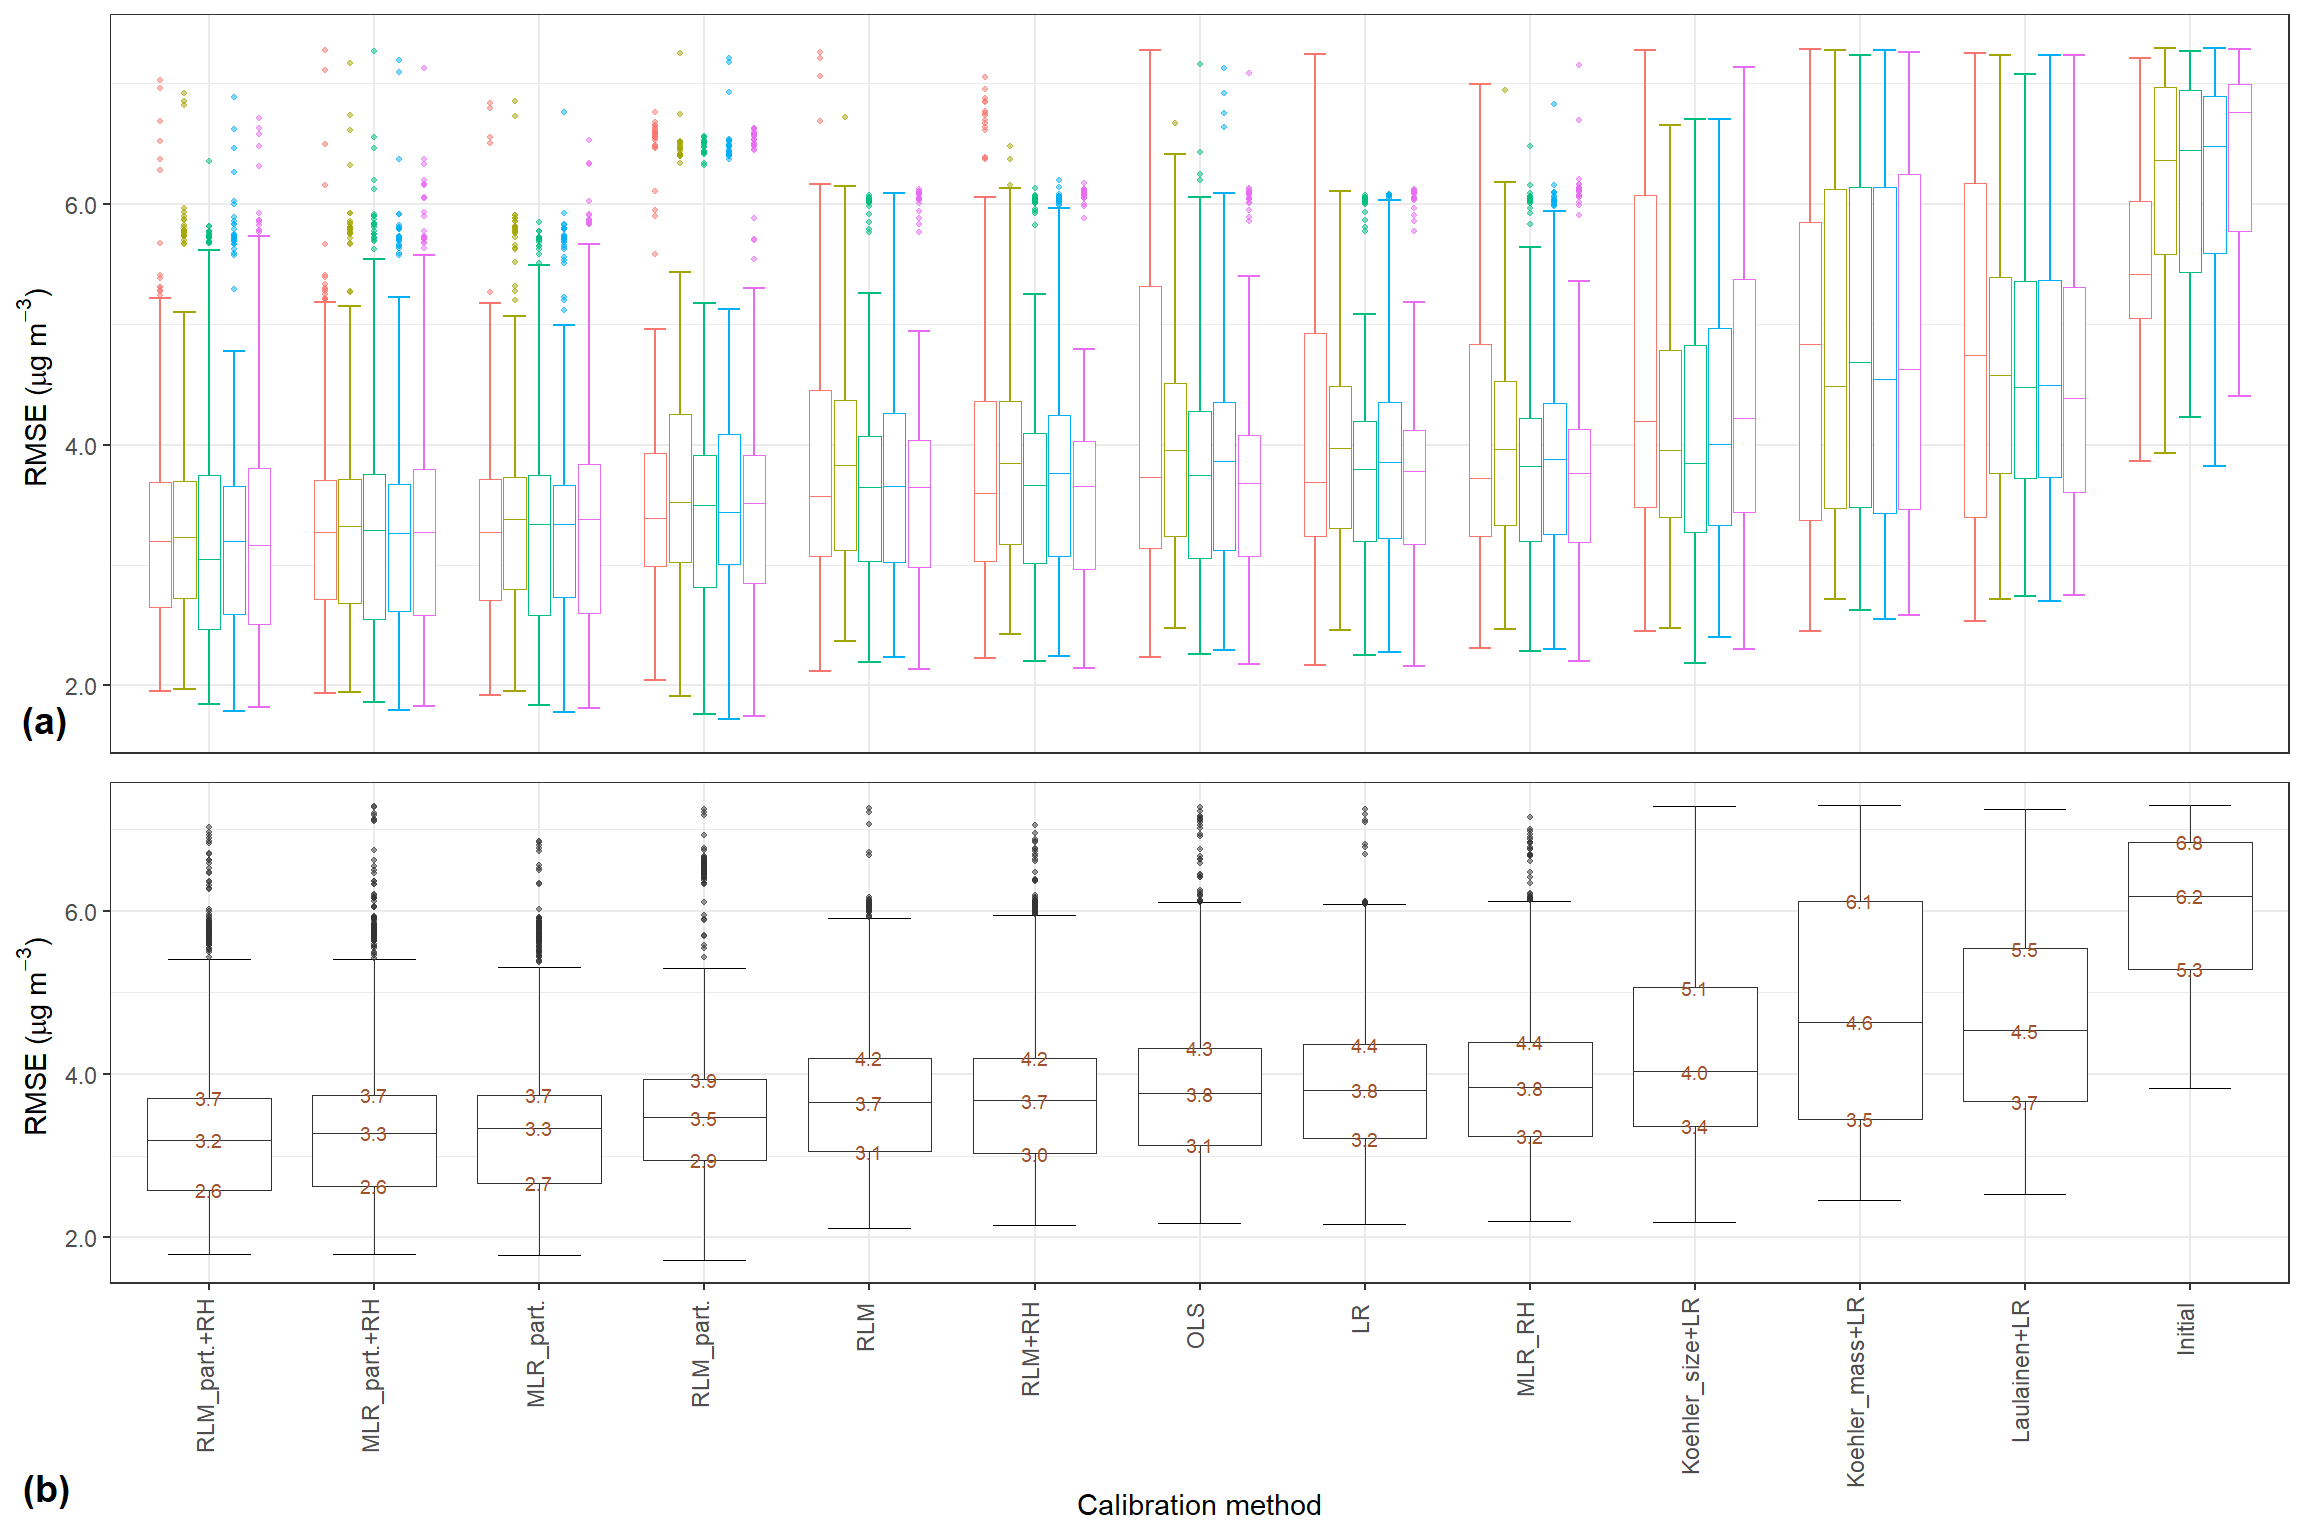 RMSE (µg m⁻³)
6.0
4.0
2.0
(a)
RMSE (µg m⁻³)
6.0
4.0
2.0
3.7
3.2
2.6
3.7
3.3
2.6
3.7
3.3
2.7
3.9
3.5
2.9
4.2
3.7
3.1
4.2
3.7
3.0
4.3
3.8
3.1
4.4
3.8
3.2
4.4
3.8
3.2
5.1
4.0
3.4
6.1
4.6
3.5
5.5
4.5
3.7
6.8
6.2
5.3
RLM_part.+RH
MLR_part.+RH
MLR_part.
RLM_part.
RLM
RLM+RH
OLS
LR
MLR_RH
Koehler_size+LR
Koehler_mass+LR
Laulainen+LR
Initial
(b)
Calibration method